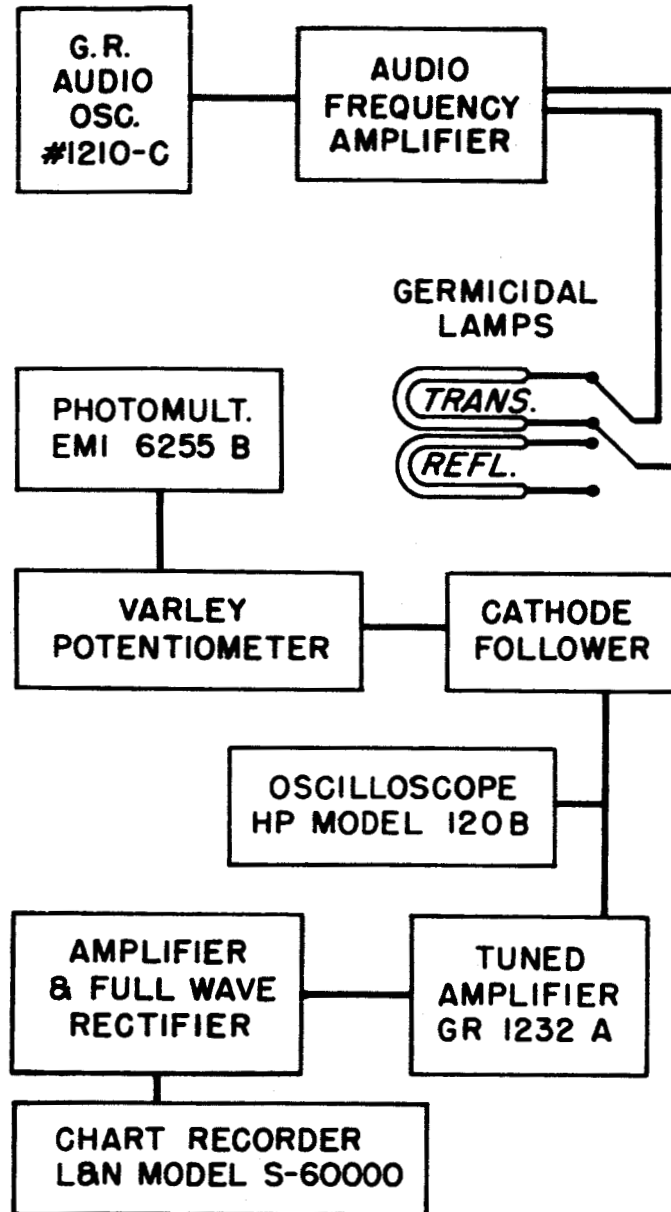 G.R.
AUDIO
OSC.
#1210-C
AUDIO
FREQUENCY
AMPLIFIER
GERMICIDAL
LAMPS
TRANS.
REFL.
PHOTOMULT.
EMI 6255 B
VARLEY
POTENTIOMETER
CATHODE
FOLLOWER
OSCILLOSCOPE
HP MODEL 120B
AMPLIFIER
& FULL WAVE
RECTIFIER
TUNED
AMPLIFIER
GR 1232 A
CHART RECORDER
L&N MODEL S-60000